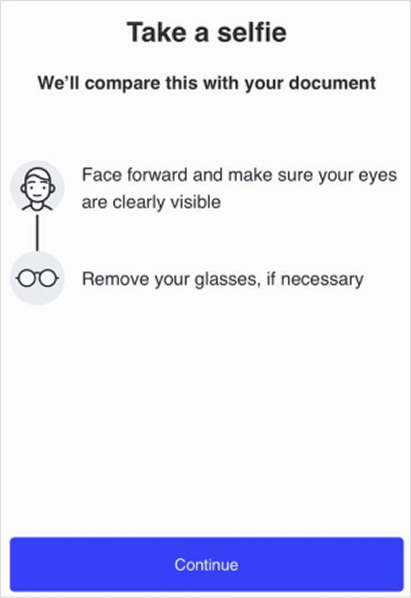 Take a selfie
We'll compare this with your document
Face forward and make sure your eyes
are clearly visible
Remove your glasses, if necessary
Continue